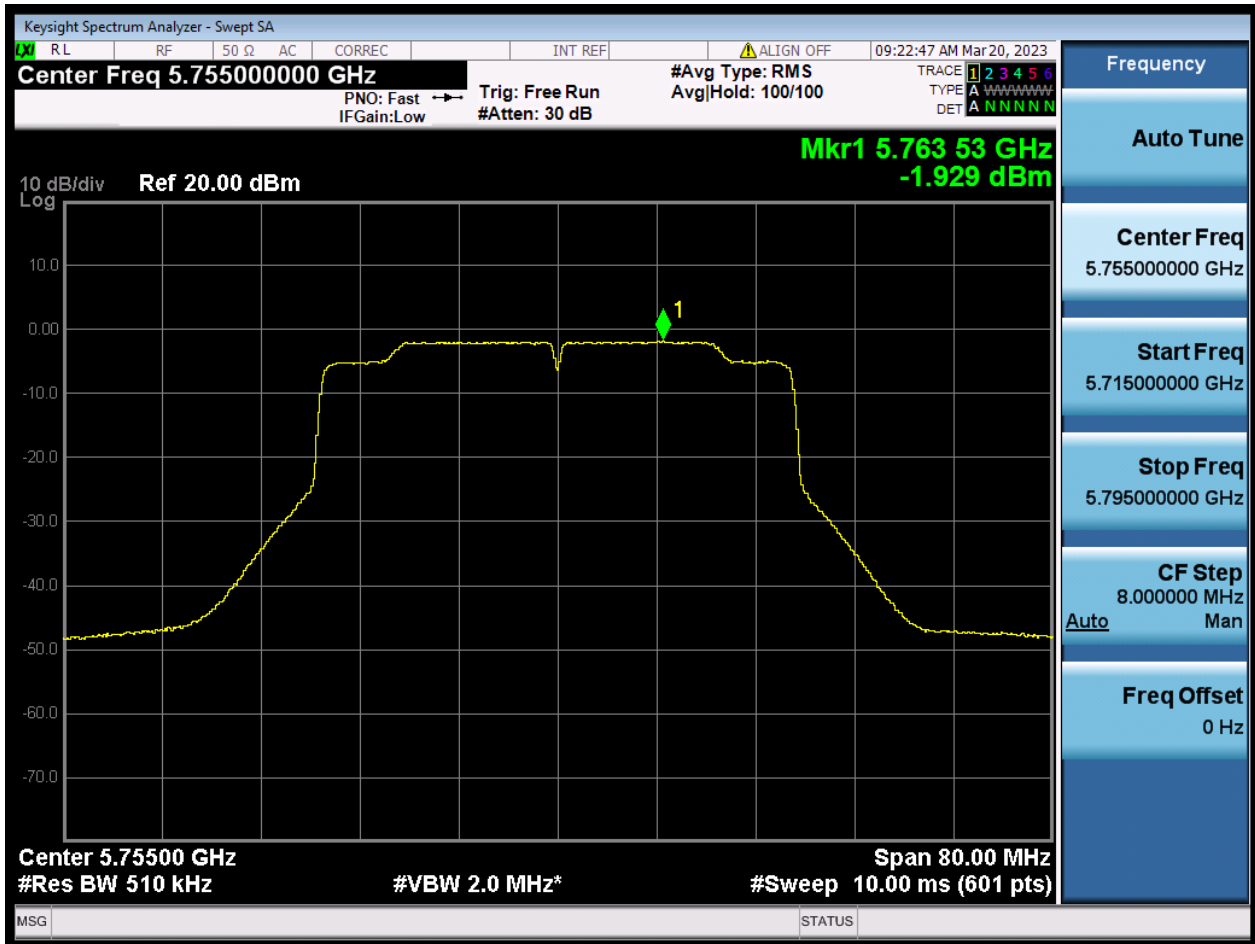 Keysight Spectrum Analyzer - Swept SA
LXI RL RF 50 Ω AC CORREC INT REF ALIGN OFF 09:22:47 AM Mar 20, 2023
Center Freq 5.755000000 GHz
PNO: Fast
IFGain:Low
Trig: Free Run
#Atten: 30 dB
#Avg Type: RMS
Avg|Hold: 100/100
TRACE 1 2 3 4 5 6
TYPE A WWWWW
DET A N N N N N
Mkr1 5.763 53 GHz
-1.929 dBm
10 dB/div Ref 20.00 dBm
Log
10.0
0.00
-10.0
-20.0
-30.0
-40.0
-50.0
-60.0
-70.0
1
Center 5.75500 GHz Span 80.00 MHz
#Res BW 510 kHz #VBW 2.0 MHz* #Sweep 10.00 ms (601 pts)
MSG STATUS
Frequency
Auto Tune
Center Freq
5.755000000 GHz
Start Freq
5.715000000 GHz
Stop Freq
5.795000000 GHz
CF Step
8.000000 MHz
Auto Man
Freq Offset
0 Hz